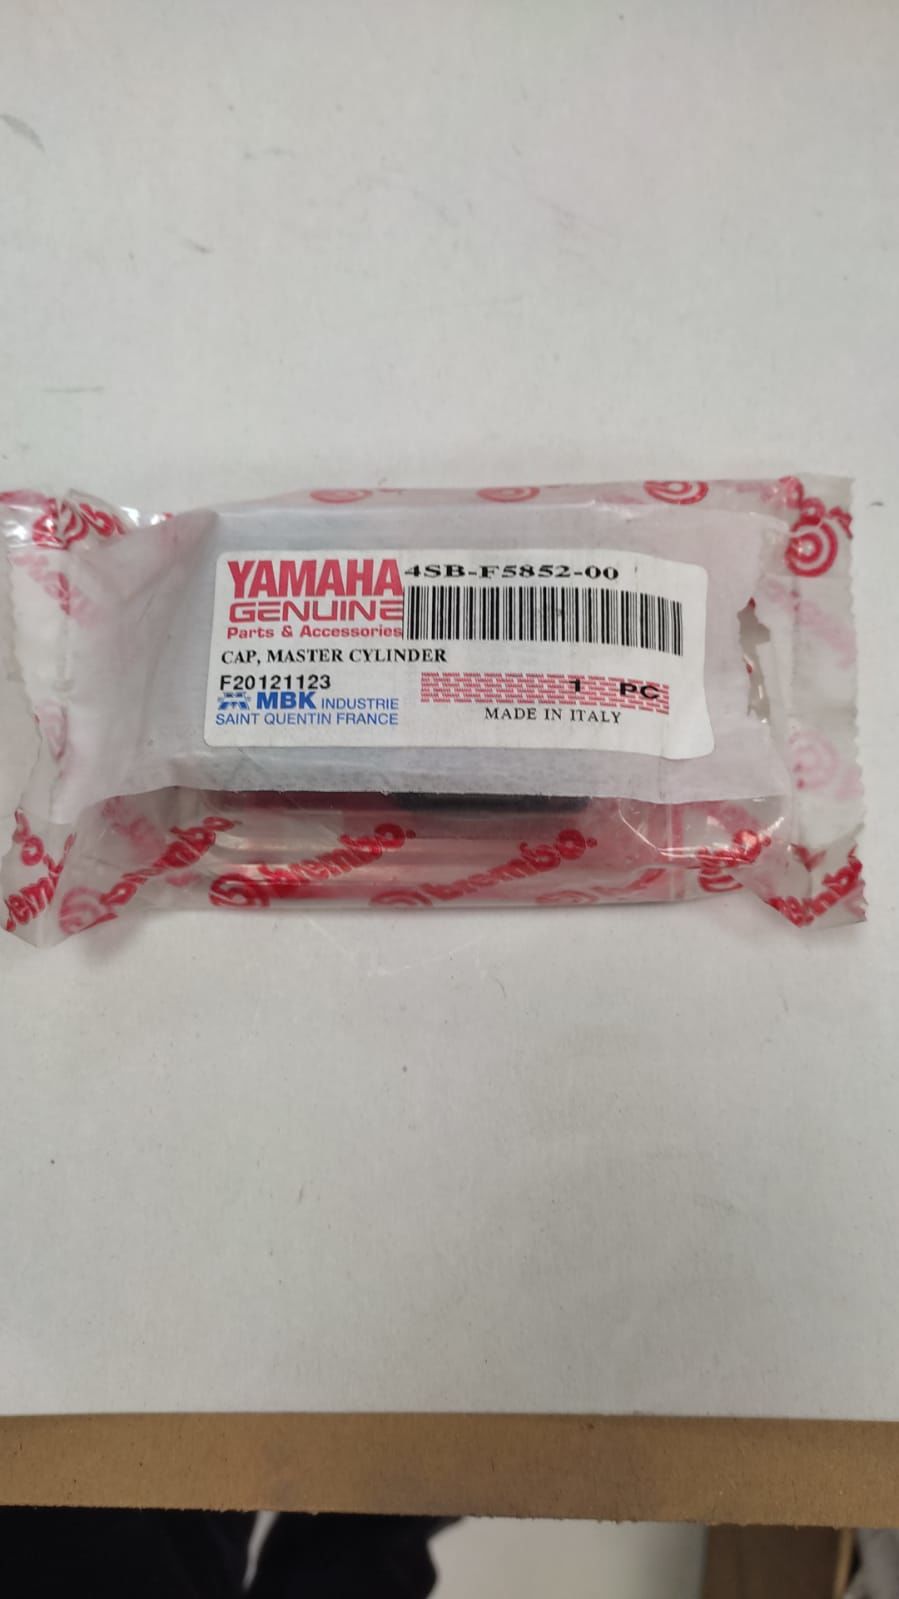 YAMAHA
GENUINE
Parts & Accessories
4SB-F5852-00
CAP, MASTER CYLINDER
F20121123
1 PC
MBK INDUSTRIE
SAINT QUENTIN FRANCE
MADE IN ITALY
brembo.
brembo.
brembo.